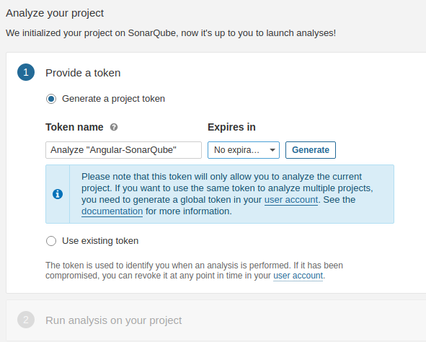 Analyze your project
We initialized your project on SonarQube, now it's up to you to launch analyses!
1 Provide a token
Generate a project token
Token name Expires in
Analyze "Angular-SonarQube" No expira... Generate
Please note that this token will only allow you to analyze the current
project. If you want to use the same token to analyze multiple projects,
you need to generate a global token in your user account. See the
documentation for more information.
Use existing token
The token is used to identify you when an analysis is performed. If it has been
compromised, you can revoke it at any point in time in your user account.
2 Run analysis on your project